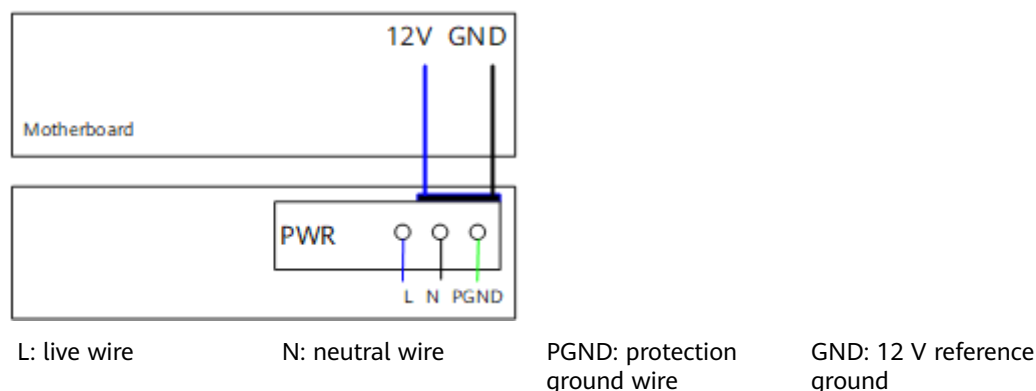 12V GND
Motherboard
PWR
L N PGND
L: live wire
N: neutral wire
PGND: protection
ground wire
GND: 12 V reference
ground